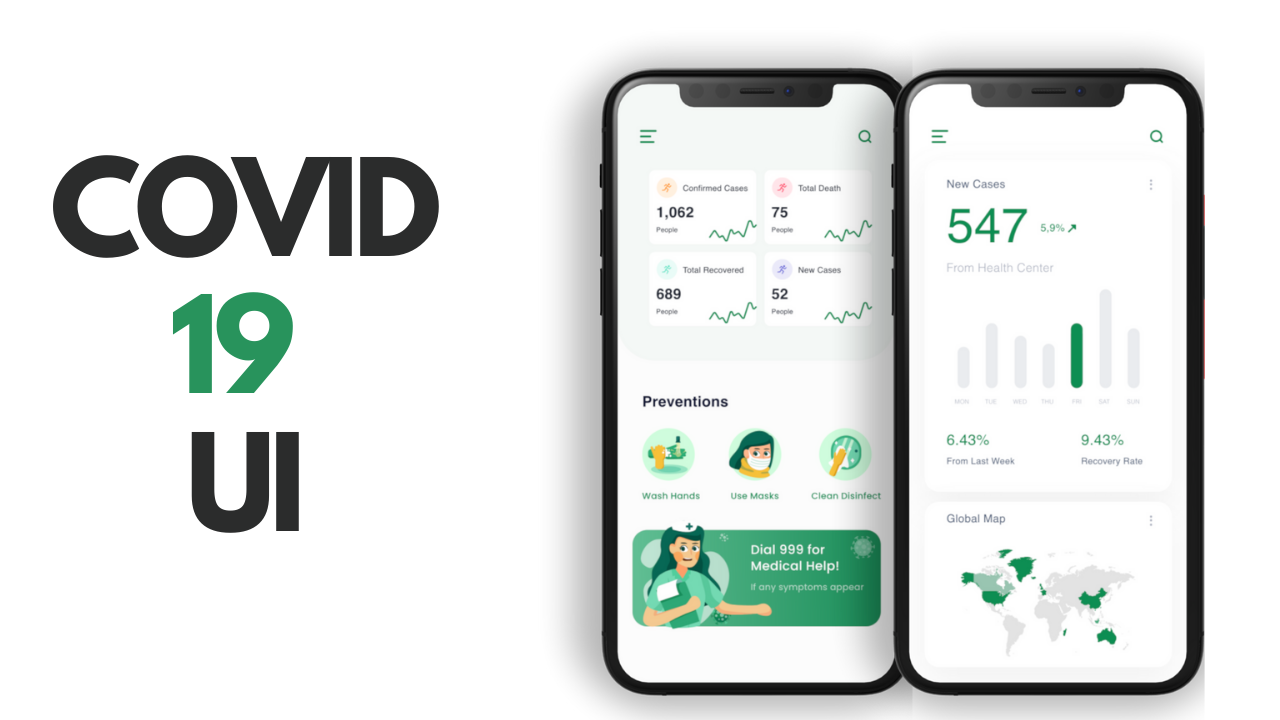 COVID
19
UI
Confirmed Cases
1,062
People
Total Death
75
People
Total Recovered
689
People
New Cases
52
People
Preventions
Wash Hands
Use Masks
Clean Disinfect
Dial 999 for
Medical Help!
If any symptoms appear
New Cases
547
5,9%
From Health Center
MON TUE WED THU FRI SAT SUN
6.43%
From Last Week
9.43%
Recovery Rate
Global Map